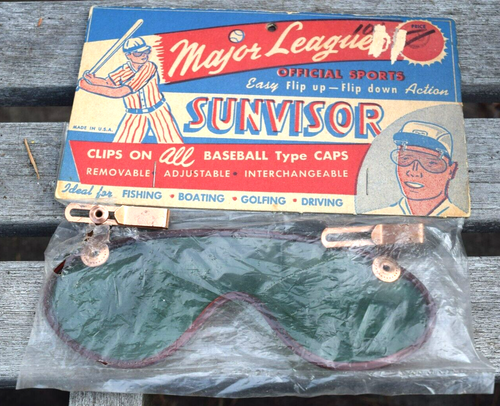 Major League
PRICE
OFFICIAL SPORTS
Easy Flip up - Flip down Action
SUNVISOR
MADE IN U.S.A.
CLIPS ON all BASEBALL Type CAPS
REMOVABLE • ADJUSTABLE • INTERCHANGEABLE
Ideal for FISHING • BOATING • GOLFING • DRIVING